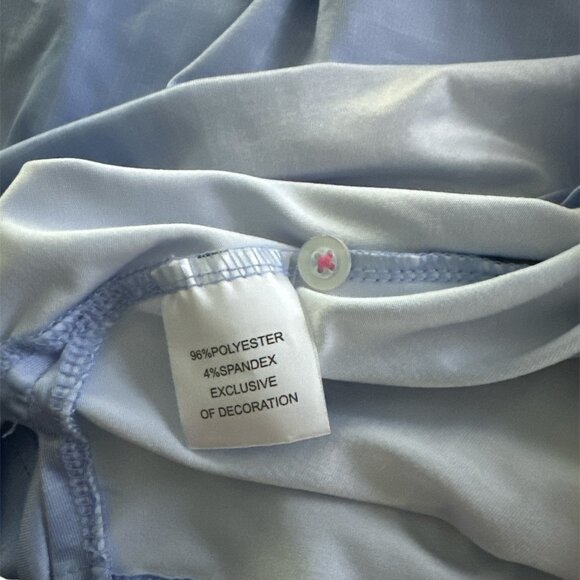 96%POLYESTER
4%SPANDEX
EXCLUSIVE
OF DECORATION